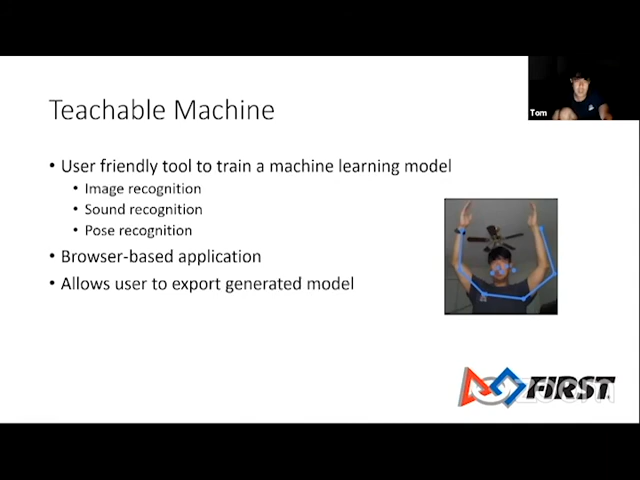 Teachable Machine
• User friendly tool to train a machine learning model
• Image recognition
• Sound recognition
• Pose recognition
• Browser-based application
• Allows user to export generated model
Tom
FIRST
zoom